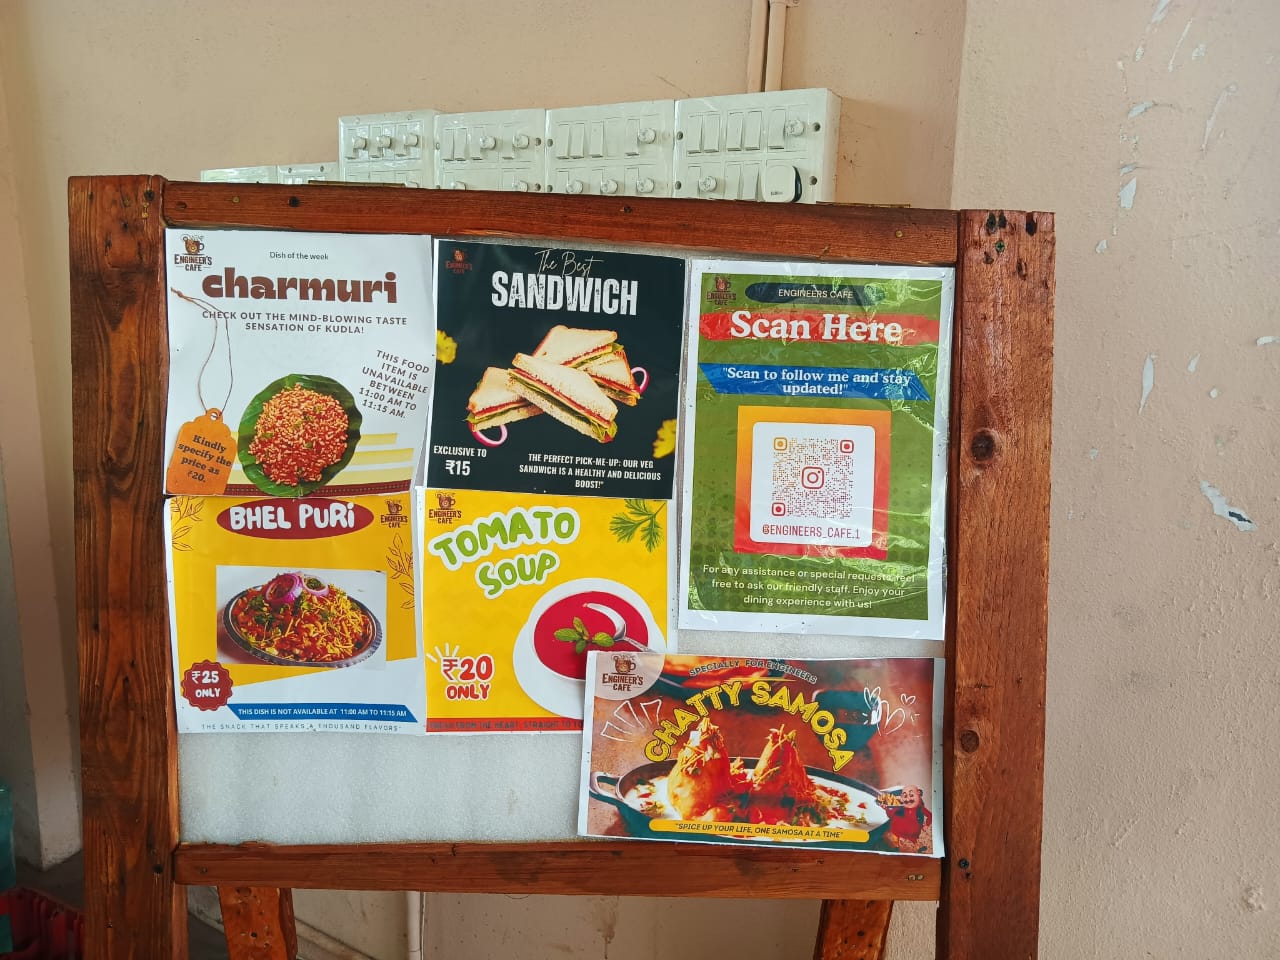 ENGINEER'S
CAFE
Dish of the week
charmuri
CHECK OUT THE MIND-BLOWING TASTE
SENSATION OF KUDLA!
THIS FOOD
ITEM IS
UNAVAILABLE
BETWEEN
11:00 AM TO
11:15 AM.
Kindly
specify the
price as
₹20.
ENGINEER'S
CAFE
The Best
SANDWICH
EXCLUSIVE TO
₹15
THE PERFECT PICK-ME-UP: OUR VEG
SANDWICH IS A HEALTHY AND DELICIOUS
BOOST!"
ENGINEER'S
CAFE
ENGINEERS CAFE
Scan Here
"Scan to follow me and stay
updated!"
@ENGINEERS_CAFE.1
For any assistance or special requests, feel
free to ask our friendly staff. Enjoy your
dining experience with us!
BHEL PURI
ENGINEER'S
CAFE
₹25
ONLY
THIS DISH IS NOT AVAILABLE AT 11:00 AM TO 11:15 AM
THE SNACK THAT SPEAKS A THOUSAND FLAVORS"
ENGINEER'S
CAFE
TOMATO
SOUP
₹20
ONLY
FROM THE HEART, STRAIGHT TO
ENGINEER'S
CAFE
SPECIALLY FOR ENGINEERS
CHATTY SAMOSA
"SPICE UP YOUR LIFE, ONE SAMOSA AT A TIME"